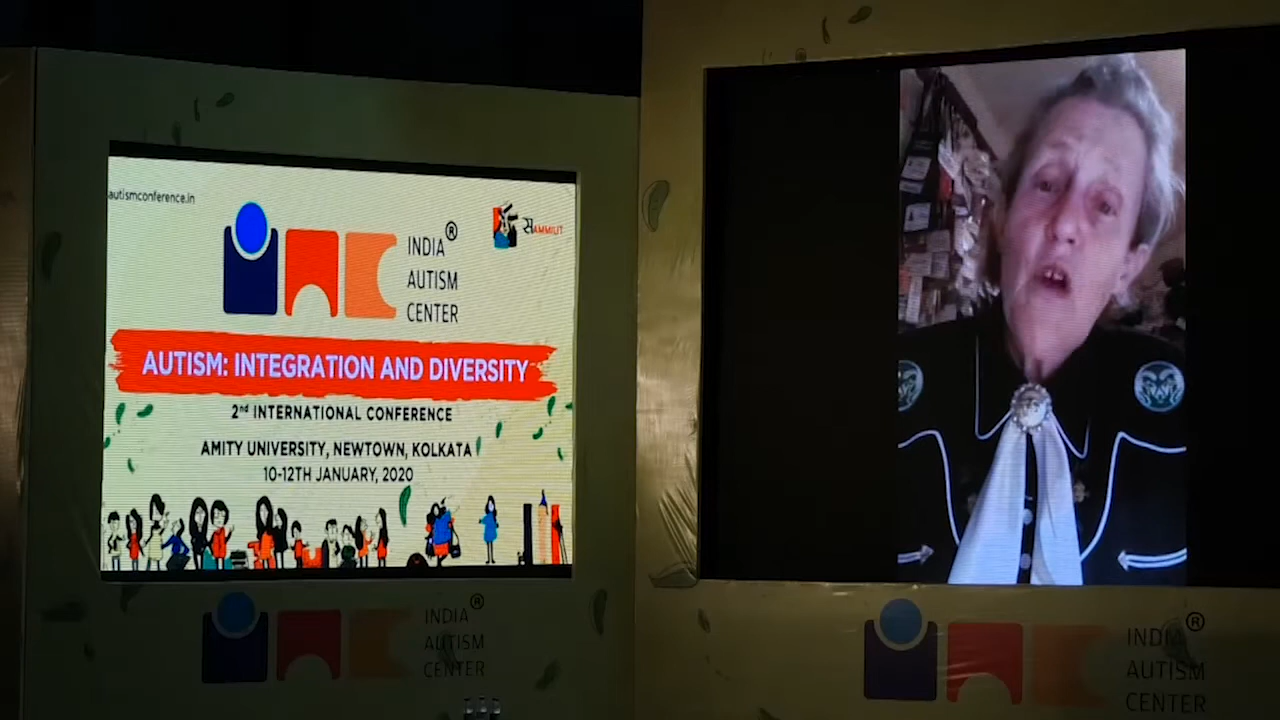 autismconference.in
INDIA®
AUTISM
CENTER
सAMMILIT
AUTISM: INTEGRATION AND DIVERSITY
2nd INTERNATIONAL CONFERENCE
AMITY UNIVERSITY, NEWTOWN, KOLKATA
10-12TH JANUARY, 2020
INDIA®
AUTISM
CENTER
INDIA®
AUTISM
CENTER